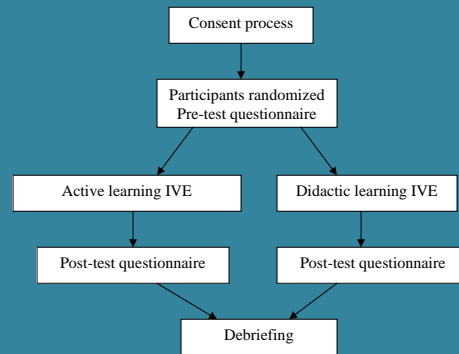 Consent process
Participants randomized
Pre-test questionnaire
Active learning IVE
Didactic learning IVE
Post-test questionnaire
Post-test questionnaire
Debriefing